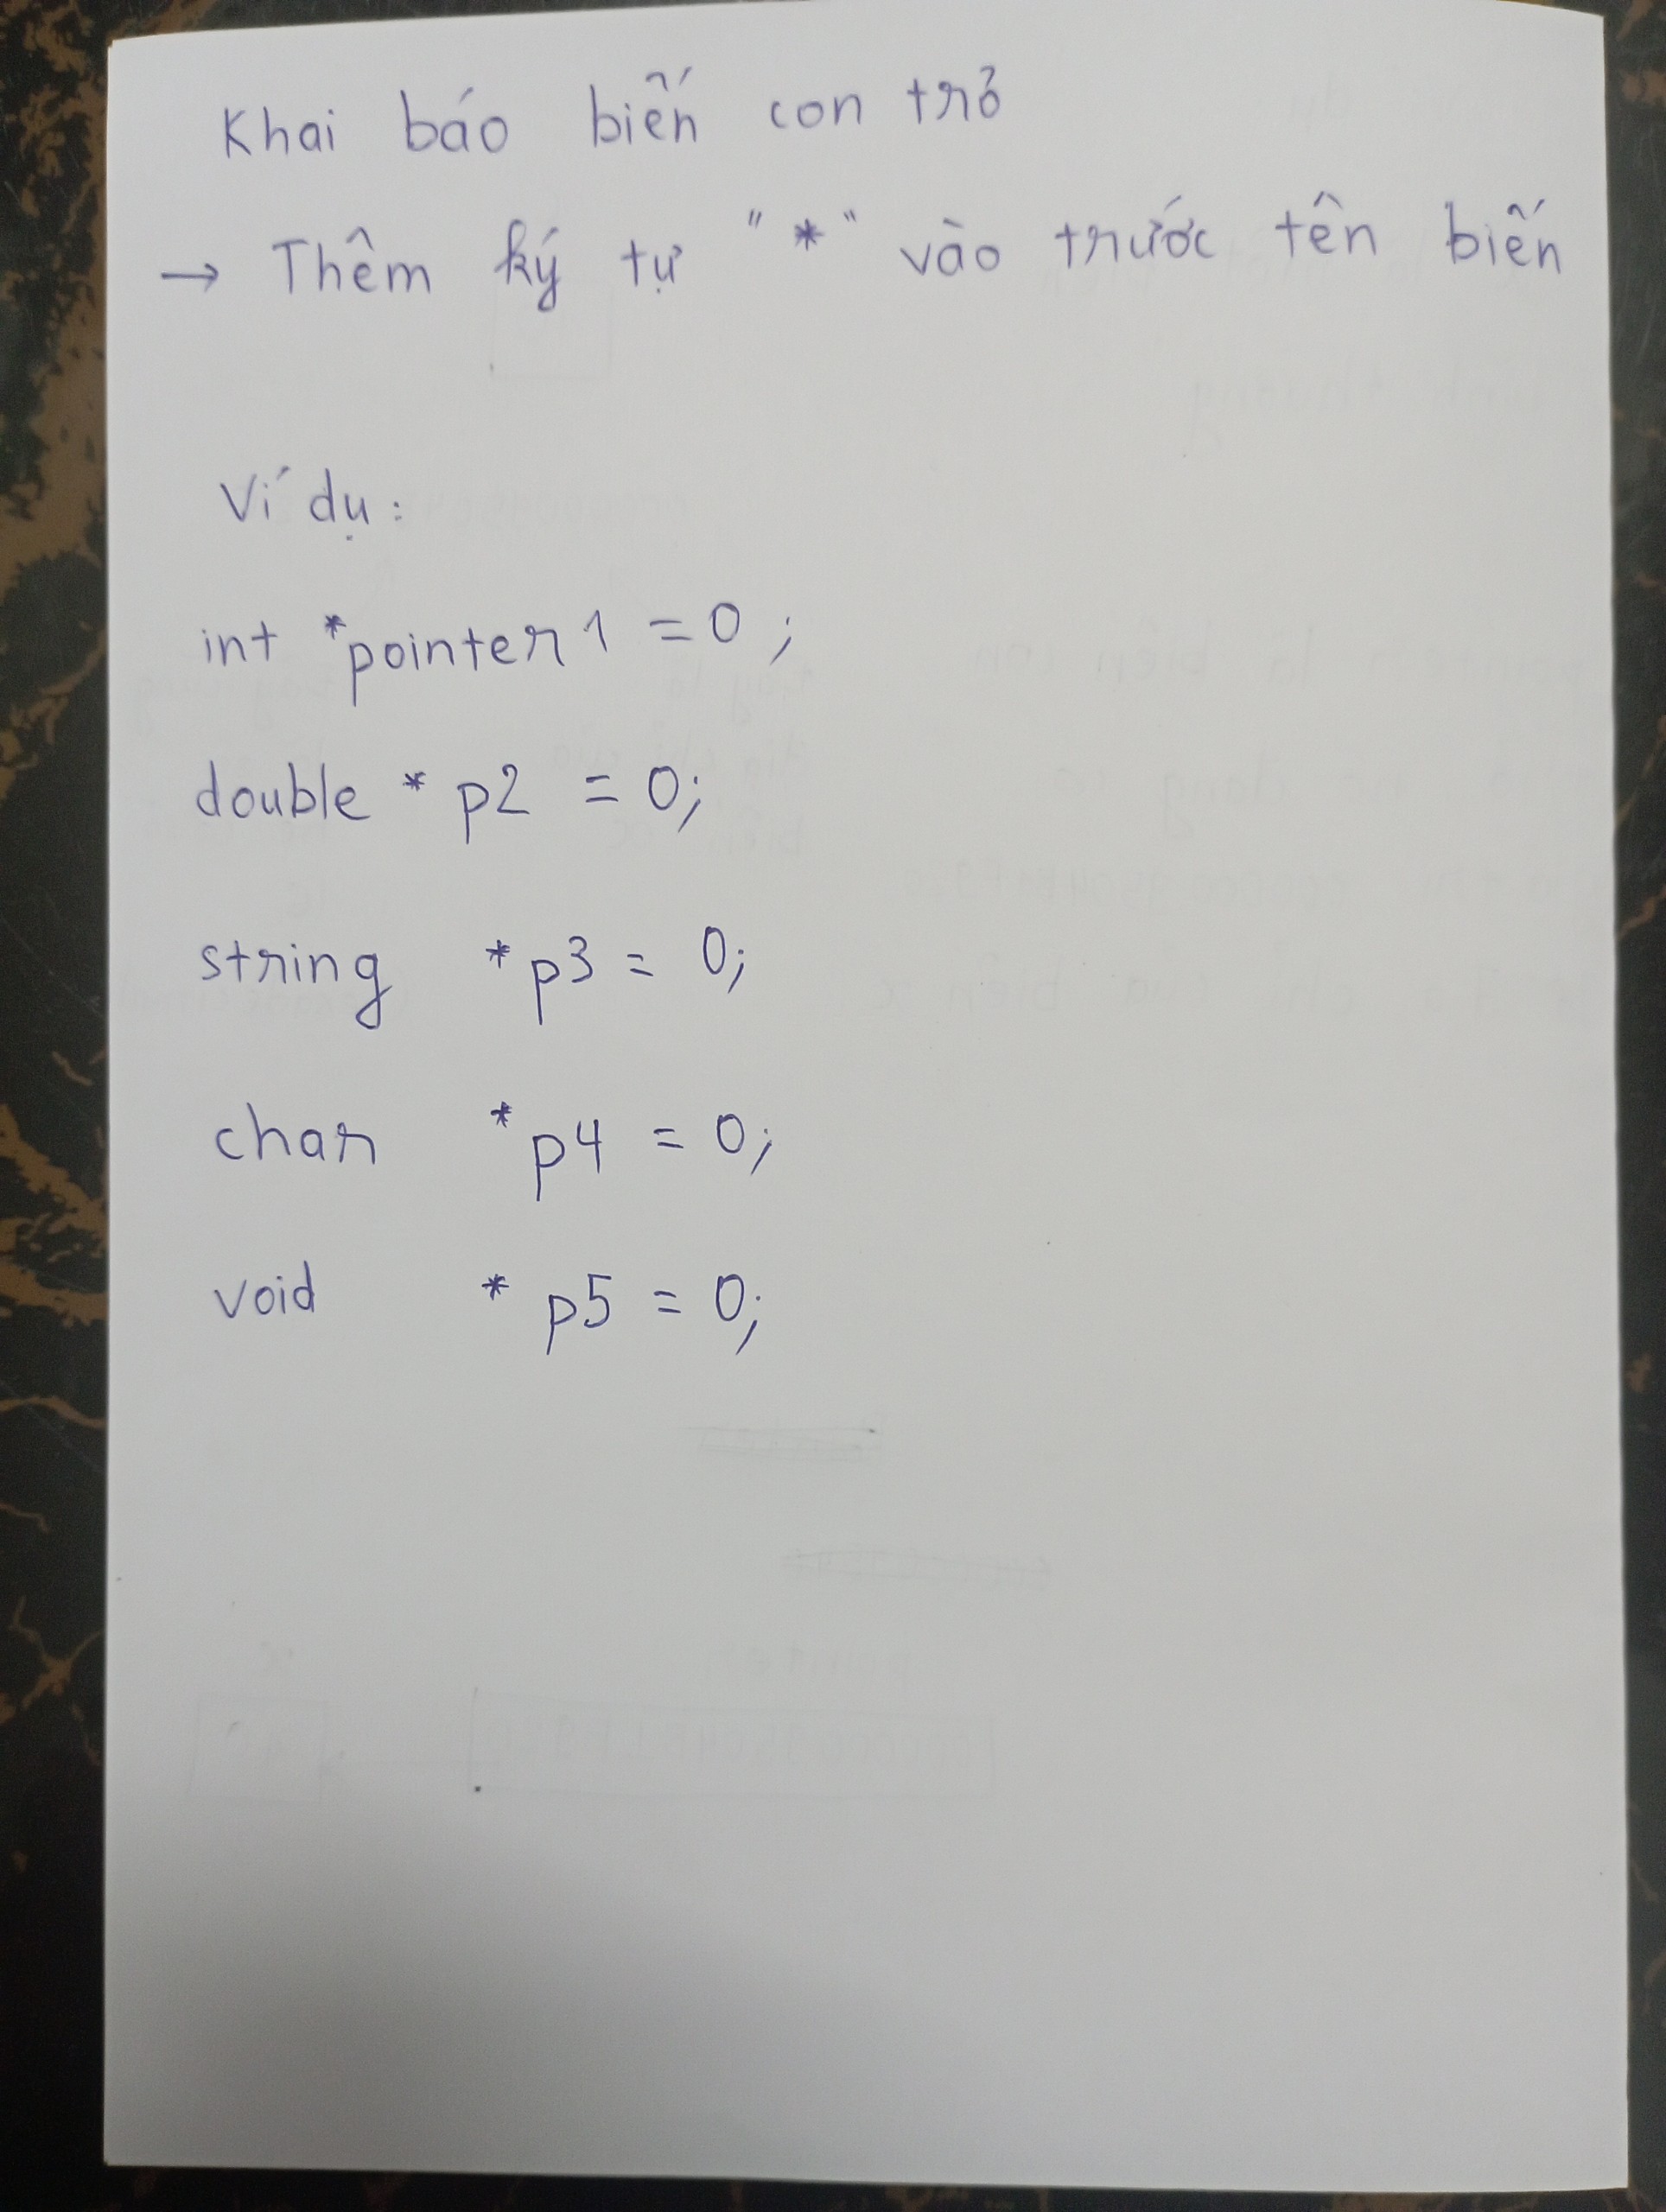 Khai báo biến con trỏ
→ Thêm ký tự "*" vào trước tên biến
Ví dụ:
int *pointer1 = 0;
double * p2 = 0;
string *p3 = 0;
char *p4 = 0;
void * p5 = 0;